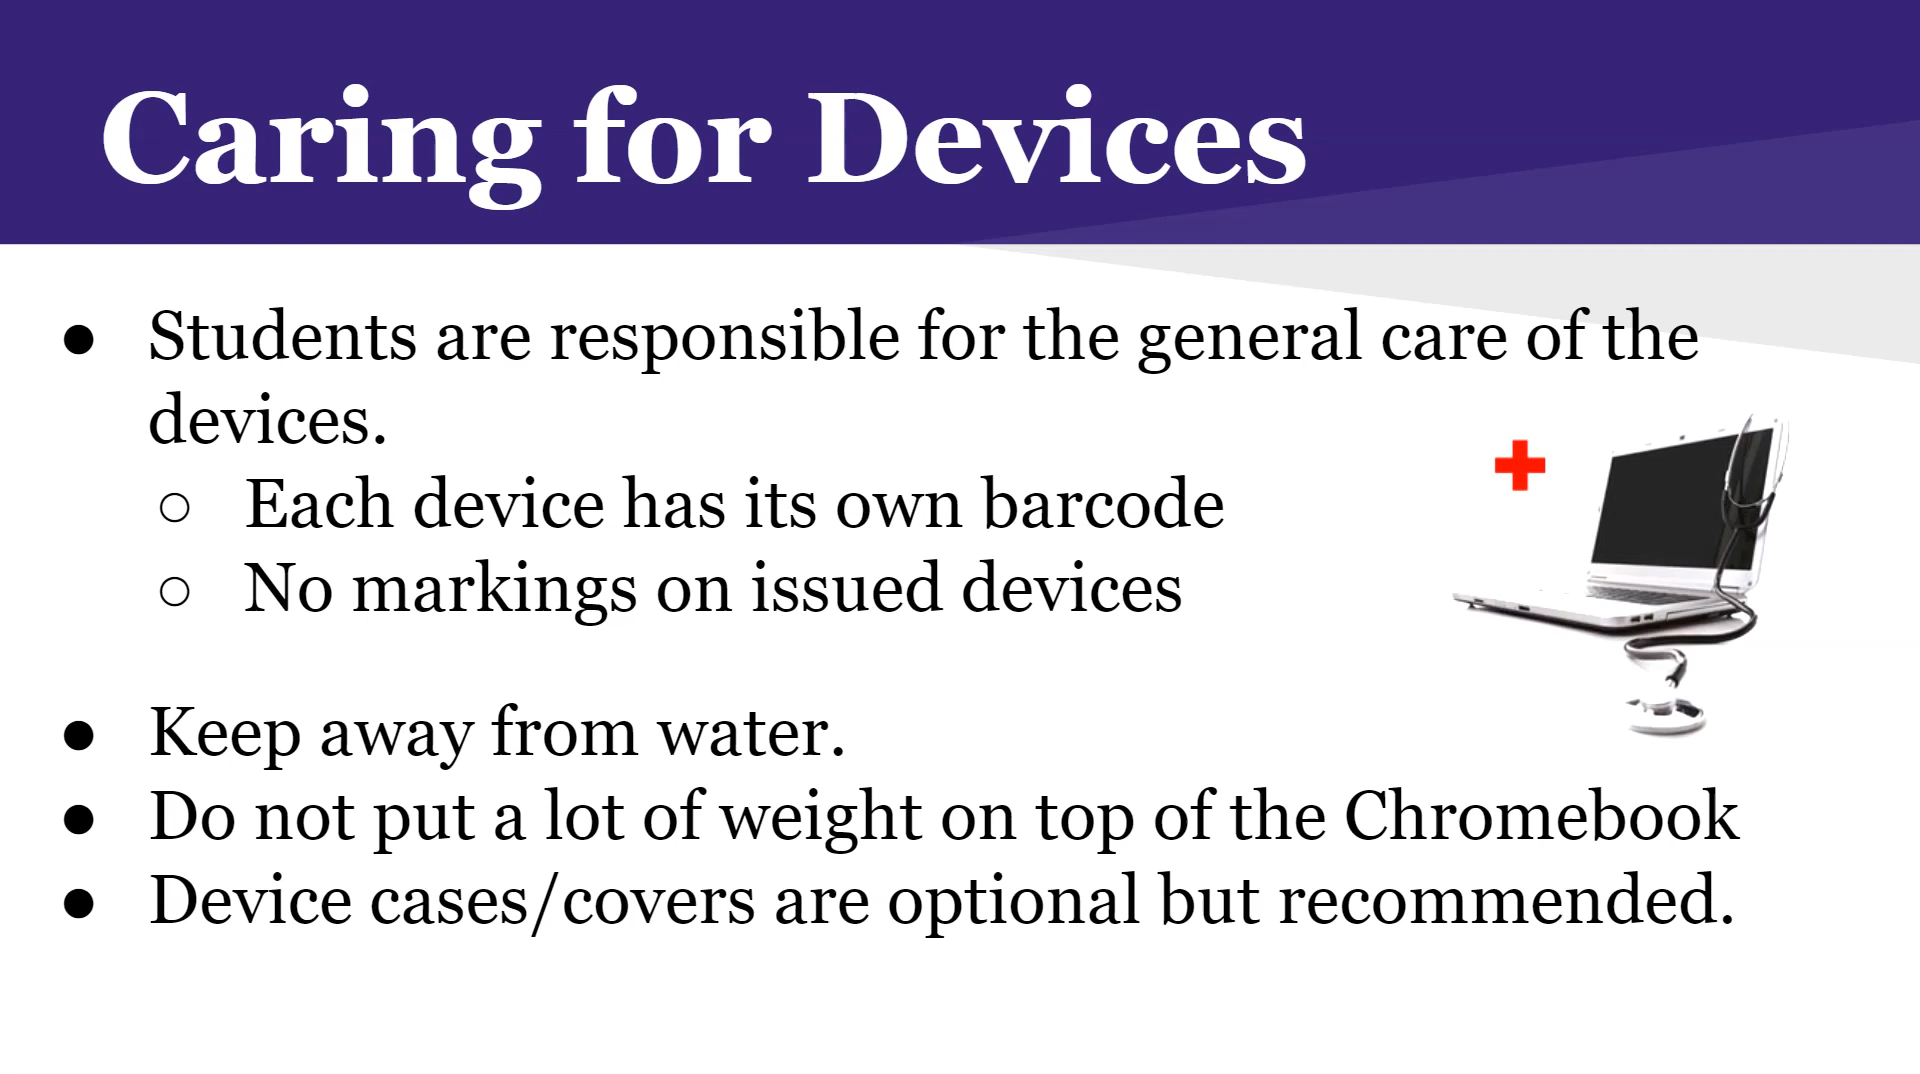 Caring for Devices
● Students are responsible for the general care of the
devices.
○ Each device has its own barcode
○ No markings on issued devices
● Keep away from water.
● Do not put a lot of weight on top of the Chromebook
● Device cases/covers are optional but recommended.